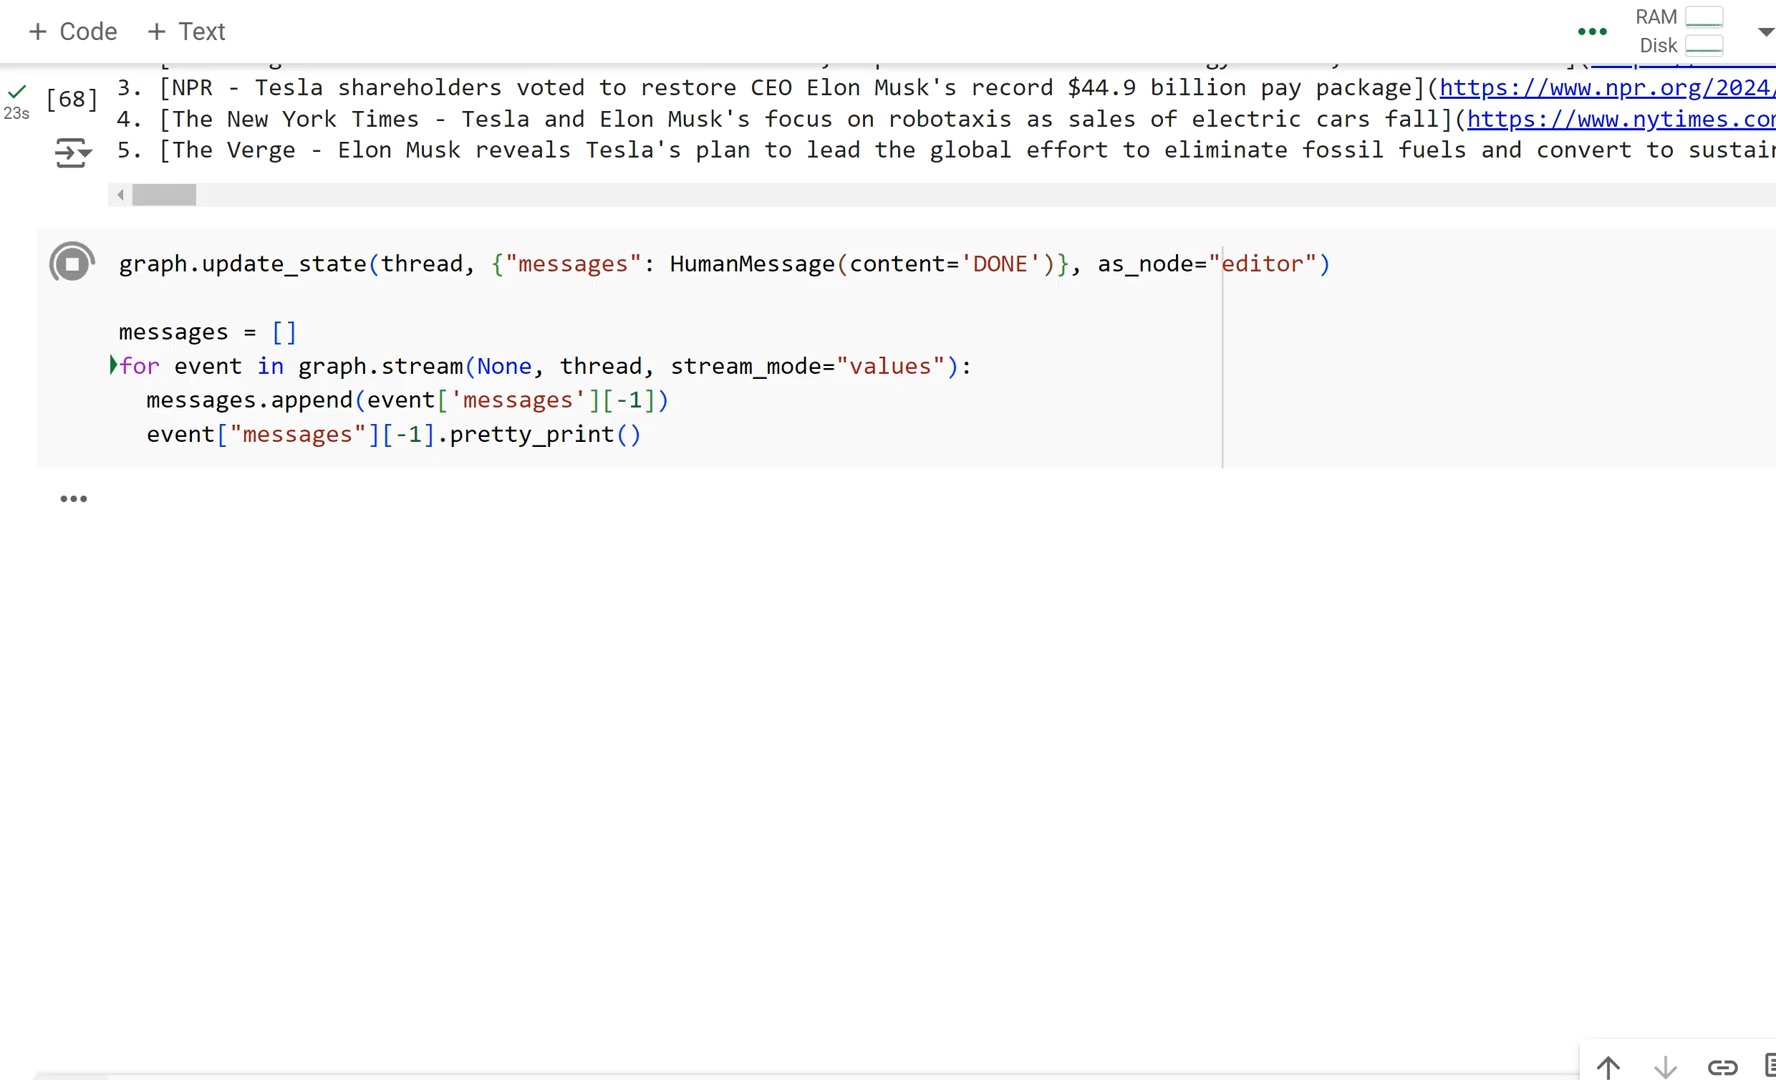 + Code + Text
RAM
Disk
23s
[68]
3. [NPR - Tesla shareholders voted to restore CEO Elon Musk's record $44.9 billion pay package](https://www.npr.org/2024/
4. [The New York Times - Tesla and Elon Musk's focus on robotaxis as sales of electric cars fall](https://www.nytimes.com
5. [The Verge - Elon Musk reveals Tesla's plan to lead the global effort to eliminate fossil fuels and convert to
graph.update_state(thread, {"messages": HumanMessage(content='DONE')}, as_node="editor")
messages = []
for event in graph.stream(None, thread, stream_mode="values"):
messages.append(event['messages'][-1])
event["messages"][-1].pretty_print()